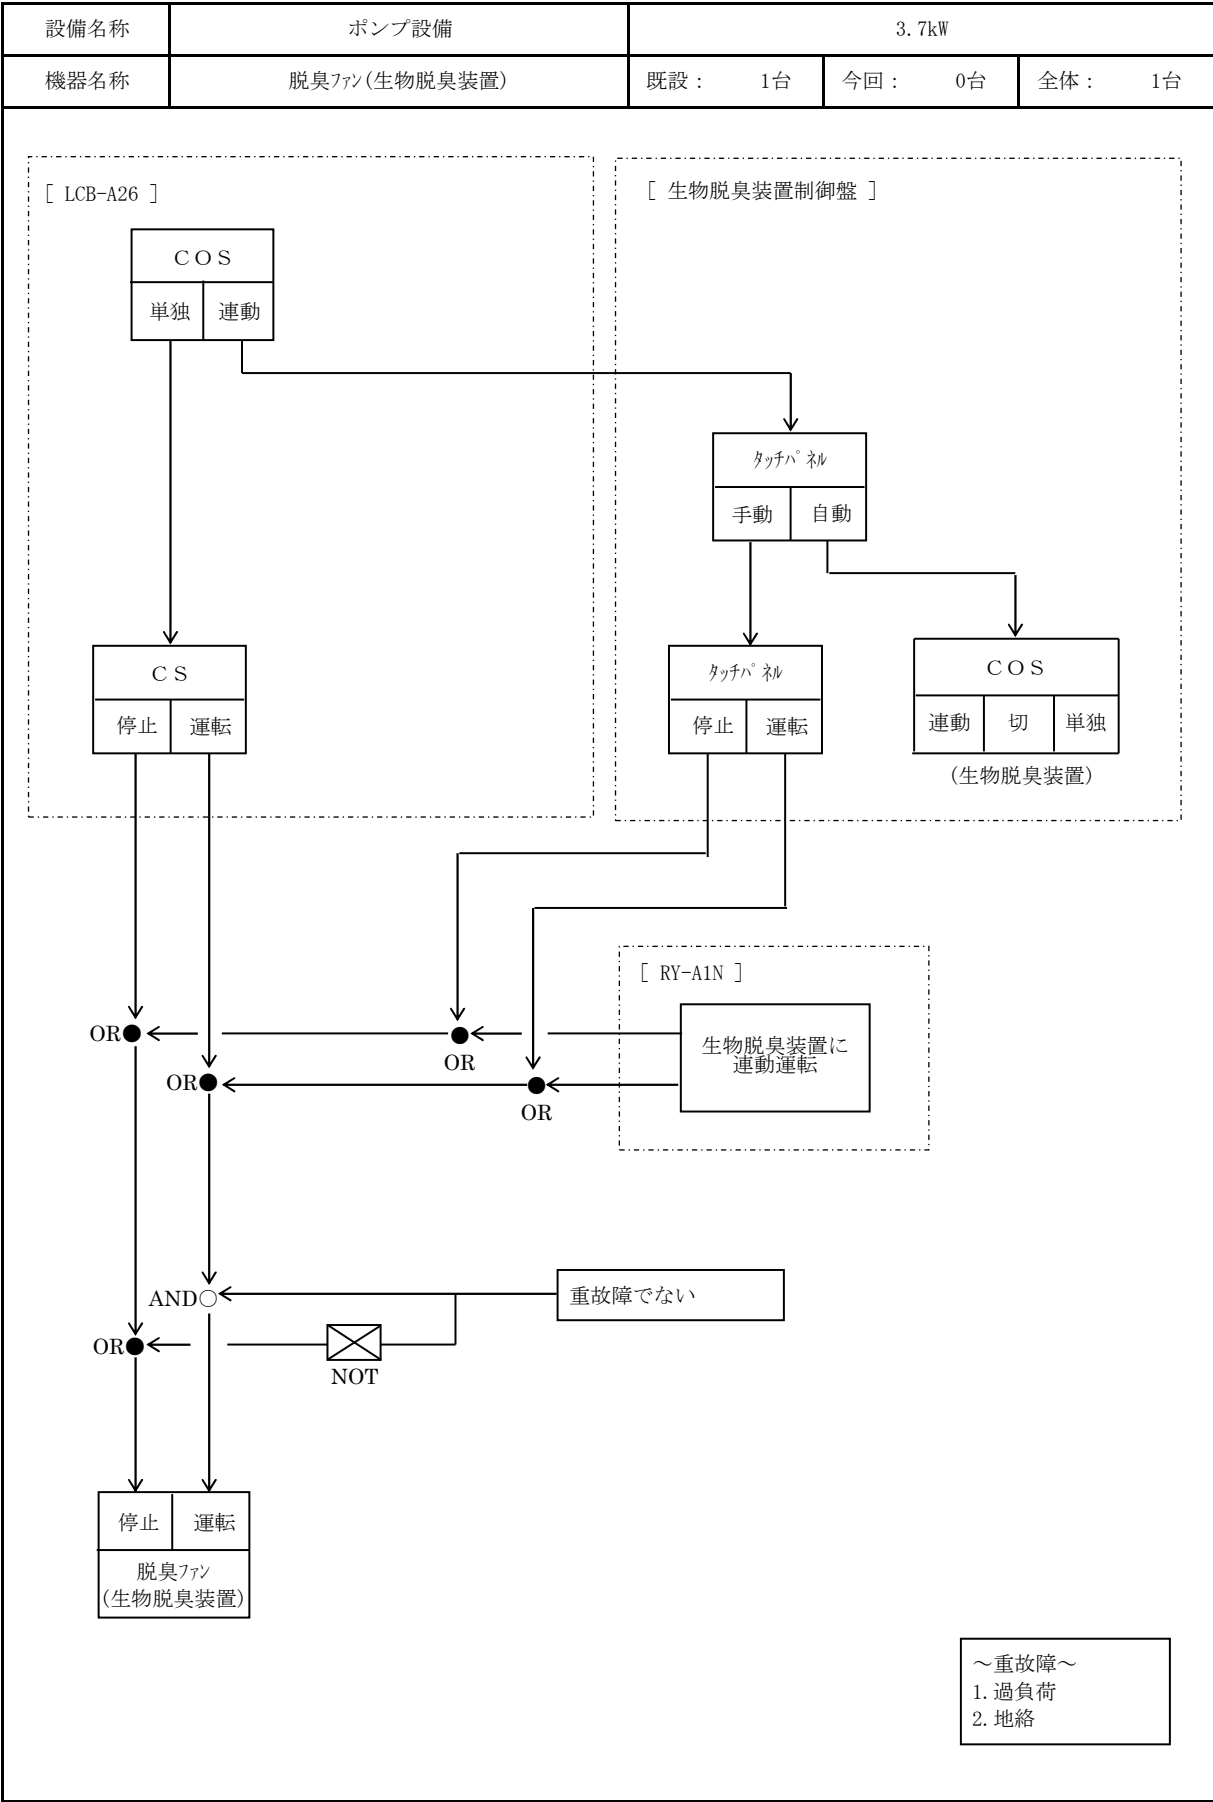 設備名称 ポンプ設備 3.7kW
機器名称 脱臭ﾌｧﾝ(生物脱臭装置) 既設： 1台 今回： 0台 全体： 1台
[ LCB-A26 ]
[ 生物脱臭装置制御盤 ]
ＣＯＳ
単独 連動
ﾀｯﾁﾊﾟﾈﾙ
手動 自動
ＣＳ
停止 運転
ﾀｯﾁﾊﾟﾈﾙ
停止 運転
ＣＯＳ
連動 切 単独
(生物脱臭装置)
[ RY-A1N ]
生物脱臭装置に
連動運転
OR
OR
OR
OR
AND
重故障でない
OR
NOT
停止 運転
脱臭ﾌｧﾝ
(生物脱臭装置)
～重故障～
1.過負荷
2.地絡